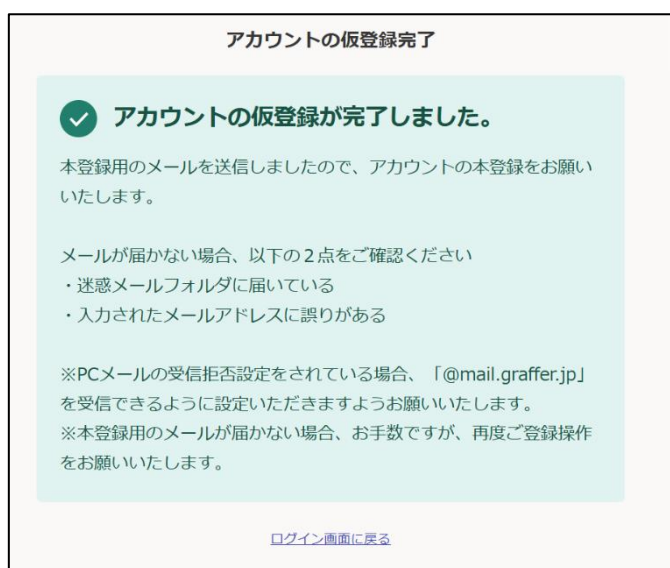 アカウントの仮登録完了
アカウントの仮登録が完了しました。
本登録用のメールを送信しましたので、アカウントの本登録をお願い
いたします。
メールが届かない場合、以下の２点をご確認ください
・迷惑メールフォルダに届いている
・入力されたメールアドレスに誤りがある
※PCメールの受信拒否設定をされている場合、「@mail.graffer.jp」
を受信できるように設定いただきますようお願いいたします。
※本登録用のメールが届かない場合、お手数ですが、再度ご登録操作
をお願いいたします。
ログイン画面に戻る